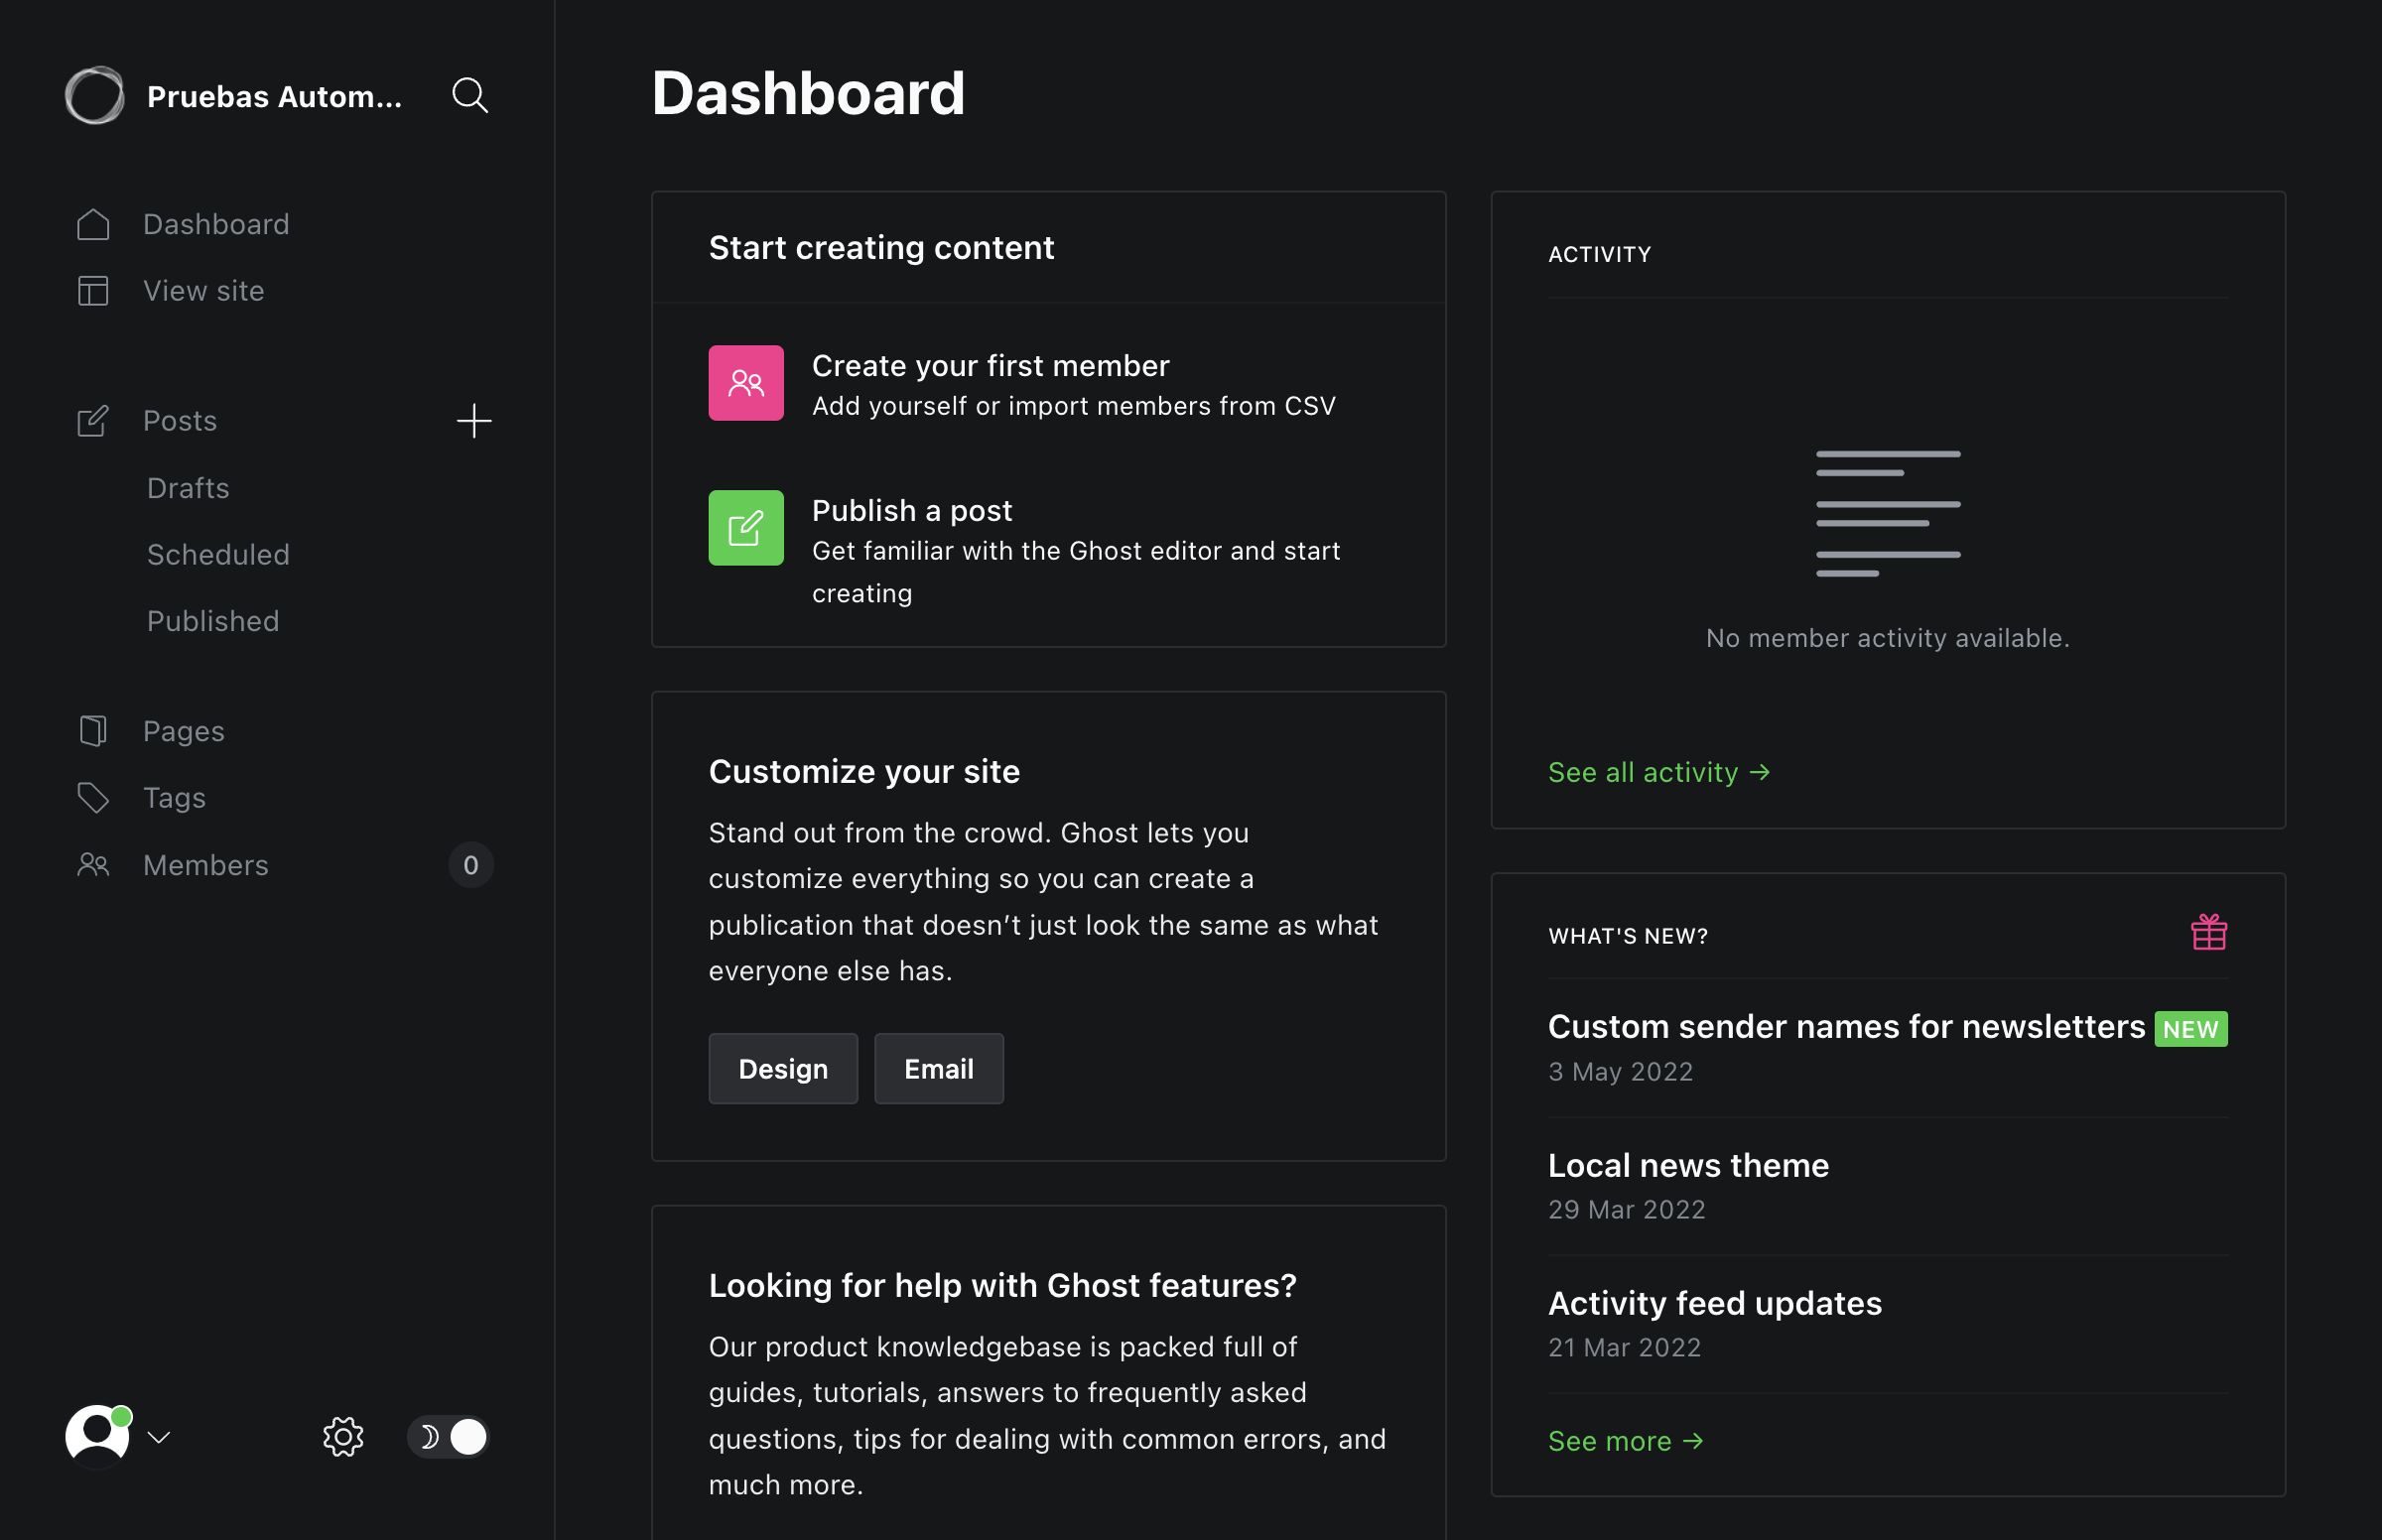 Pruebas Autom...
Dashboard
View site
Posts
Drafts
Scheduled
Published
Pages
Tags
Members
0
Dashboard
Start creating content
Create your first member
Add yourself or import members from CSV
Publish a post
Get familiar with the Ghost editor and start
creating
Customize your site
Stand out from the crowd. Ghost lets you
customize everything so you can create a
publication that doesn’t just look the same as what
everyone else has.
Design
Email
Looking for help with Ghost features?
Our product knowledgebase is packed full of
guides, tutorials, answers to frequently asked
questions, tips for dealing with common errors, and
much more.
ACTIVITY
No member activity available.
See all activity →
WHAT'S NEW?
Custom sender names for newsletters NEW
3 May 2022
Local news theme
29 Mar 2022
Activity feed updates
21 Mar 2022
See more →